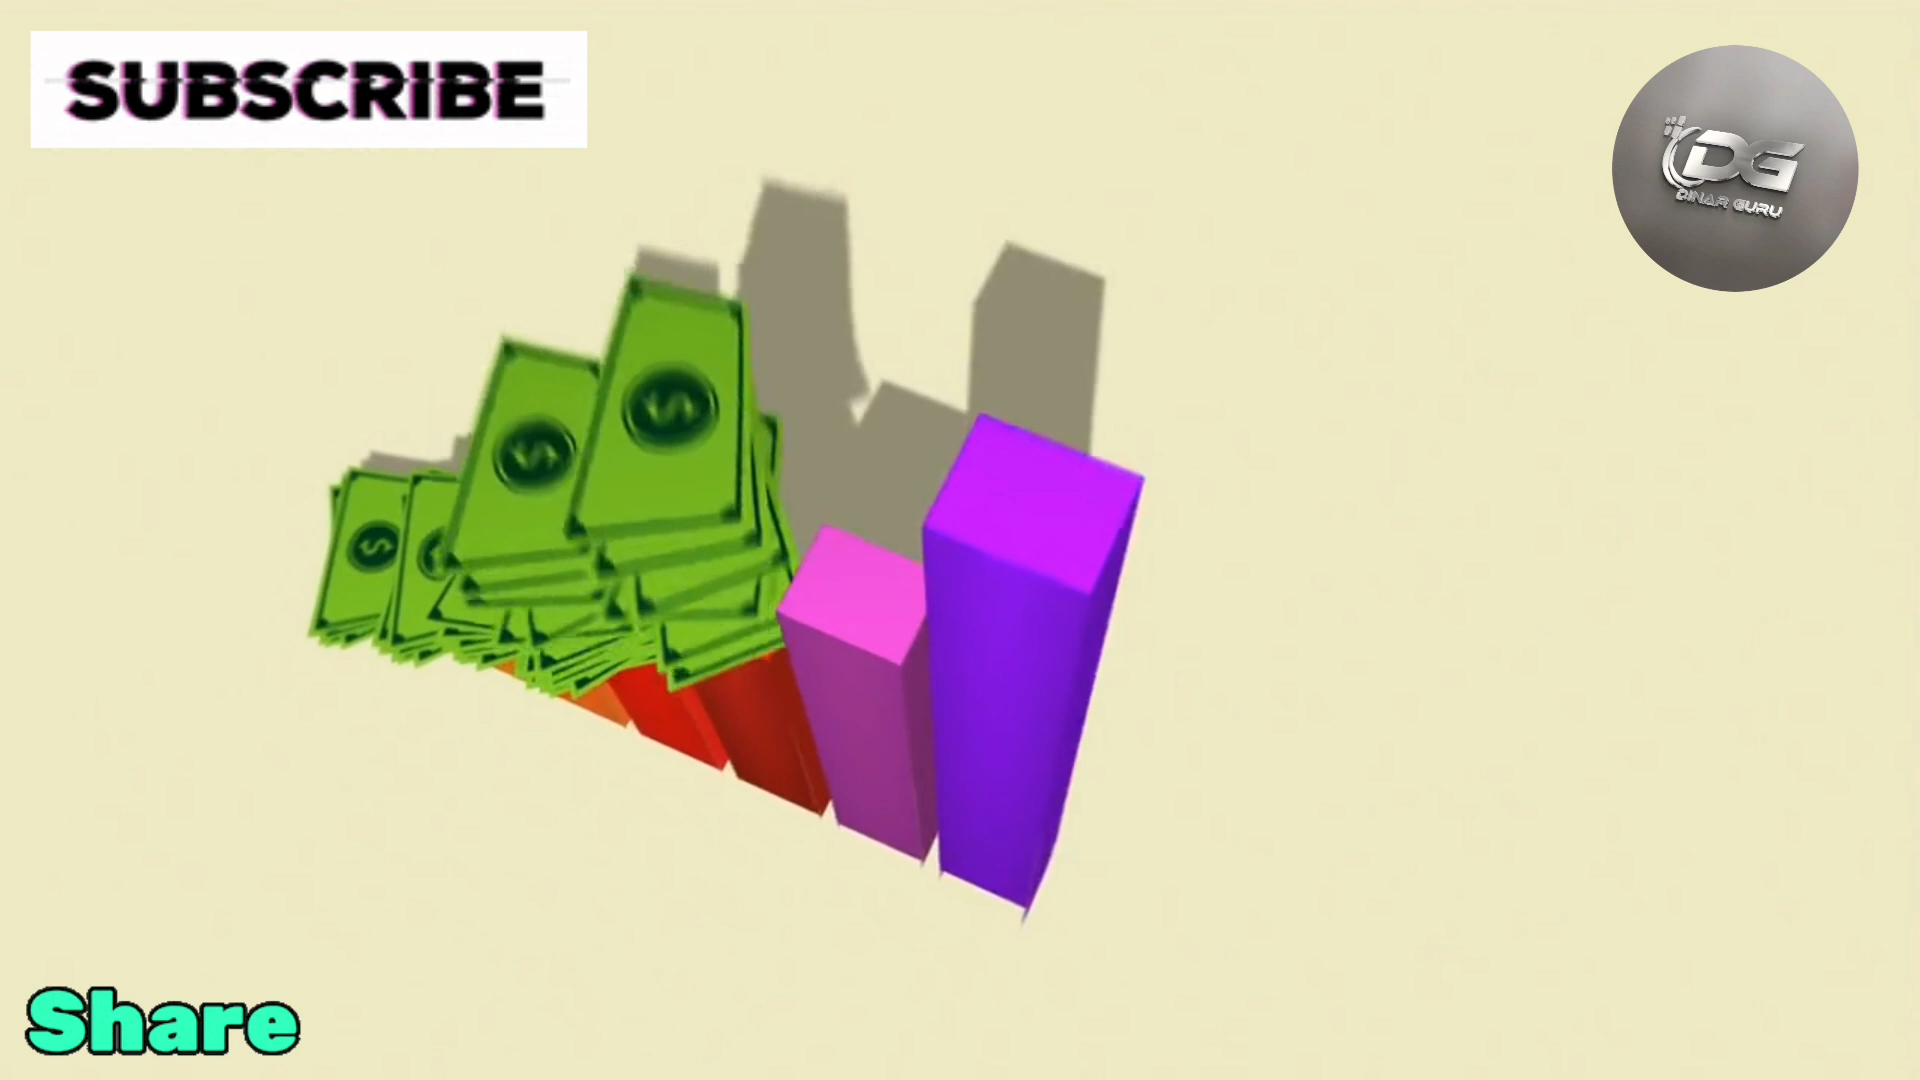 SUBSCRIBE
DG
DINAR GURU
$ $
$
Share